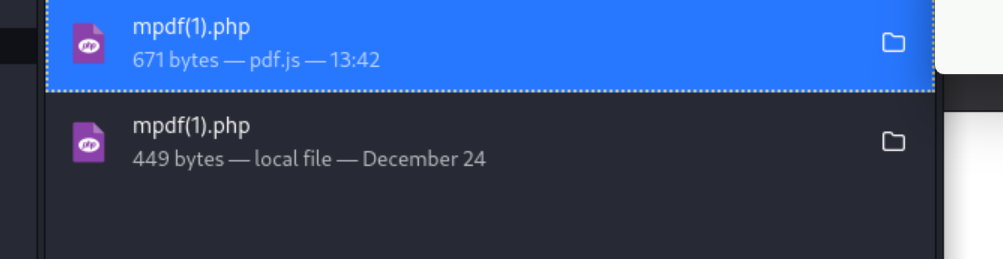 mpdf(1).php
671 bytes — pdf.js — 13:42
mpdf(1).php
449 bytes — local file — December 24